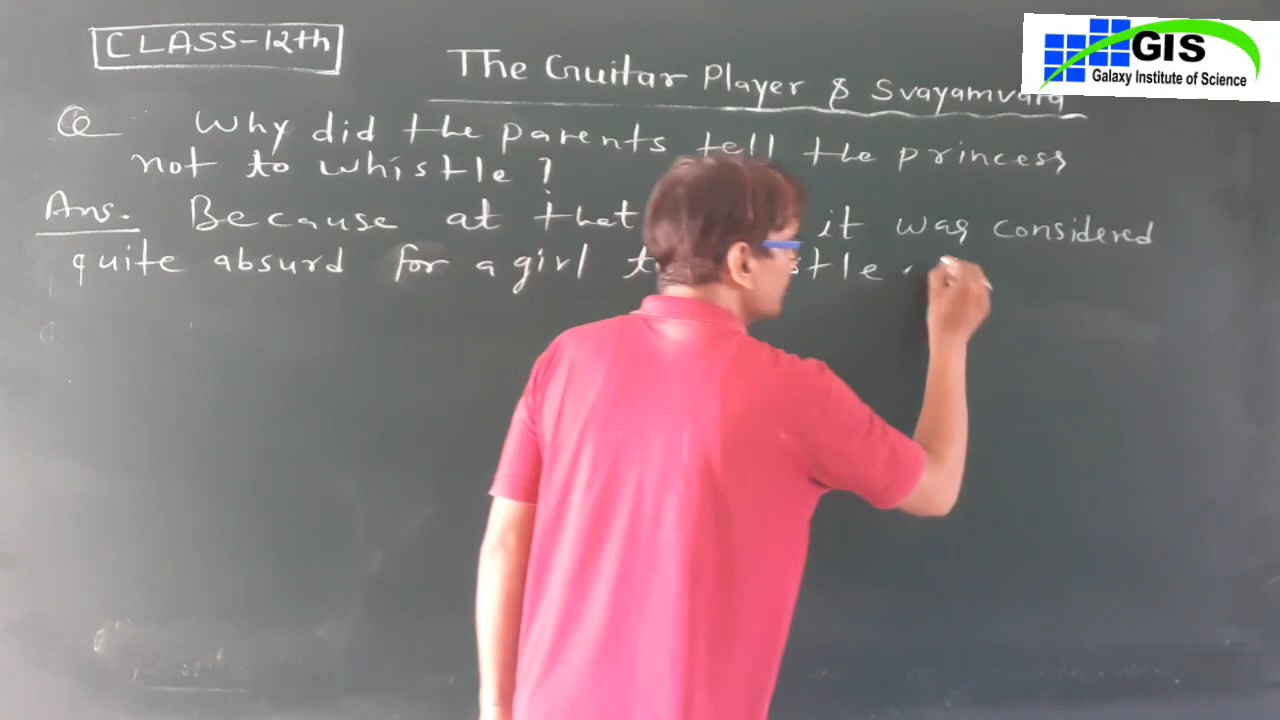 CLASS-12th
GIS
Galaxy Institute of Science
The Guitar Player & Svayamvara
Q Why did the parents tell the princess
not to whistle?
Ans. Because at that it was considered
quite absurd for a girl